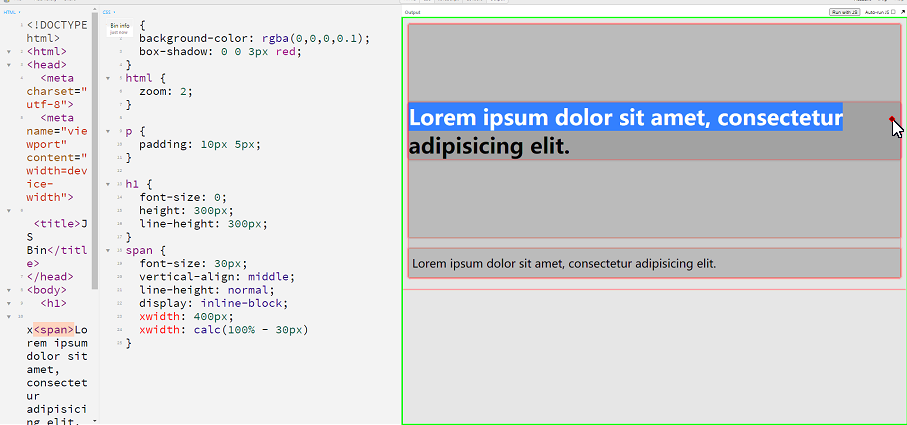 HTML
<!DOCTYPE
html>
<html>
<head>
<meta
charset="
utf-8">
<meta
name="vie
wport"
content="
width=dev
ice-
width">
<title>J
S
Bin</titl
e>
</head>
<body>
<h1>
x<span>Lo
rem ipsum
dolor sit
amet,
consectet
ur
adipisici
ng elit.
CSS
Bin info
just now
{
background-color: rgba(0,0,0,0.1);
box-shadow: 0 0 3px red;
}
html {
zoom: 2;
}
p {
padding: 10px 5px;
}
h1 {
font-size: 0;
height: 300px;
line-height: 300px;
}
span {
font-size: 30px;
vertical-align: middle;
line-height: normal;
display: inline-block;
xwidth: 400px;
xwidth: calc(100% - 30px)
}
Output
Run with JS
Auto-run JS
Lorem ipsum dolor sit amet, consectetur
adipisicing elit.
Lorem ipsum dolor sit amet, consectetur adipisicing elit.